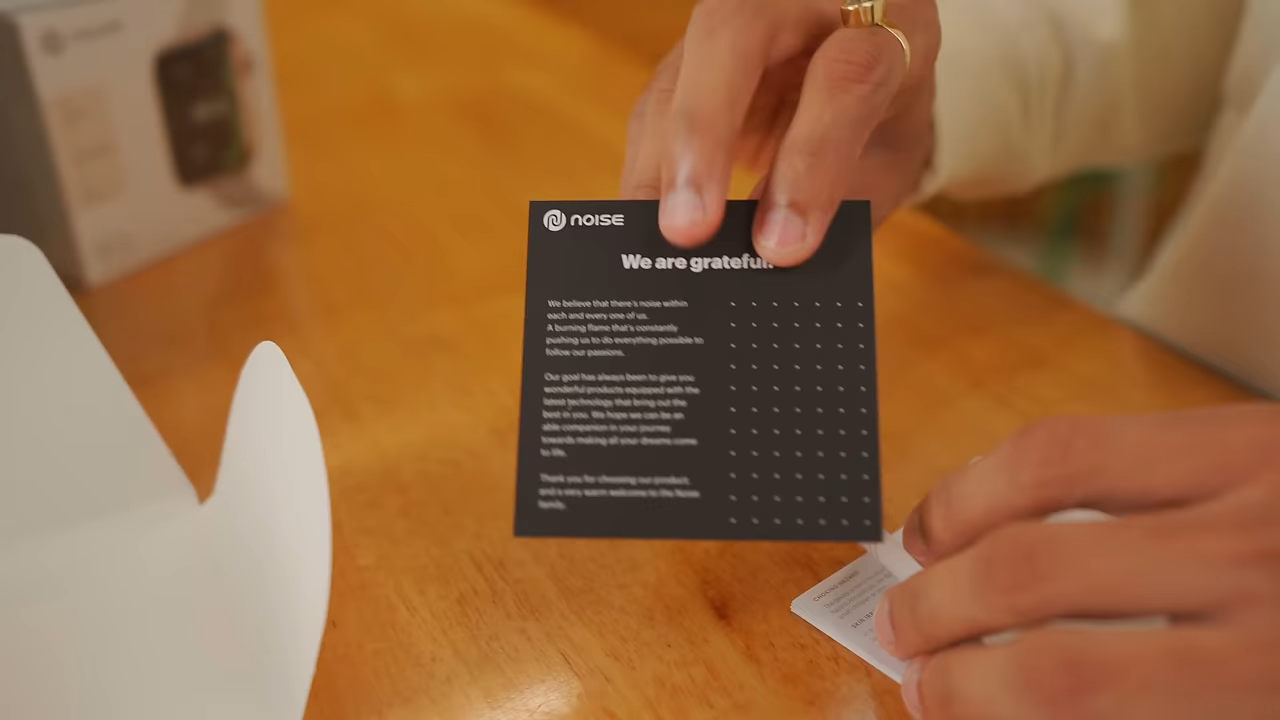 NOISE
We are grateful.
We believe that there's noise within
each and every one of us.
A burning flame that's constantly
pushing us to do everything possible to
follow our passions.
Our goal has always been to give you
wonderful products equipped with the
latest technology that bring out the
best in you. We hope we can be an
able companion in your journey
towards making all your dreams come
to life.
Thank you for choosing our product,
and a very warm welcome to the Noise
family.
CHOKING HAZARD